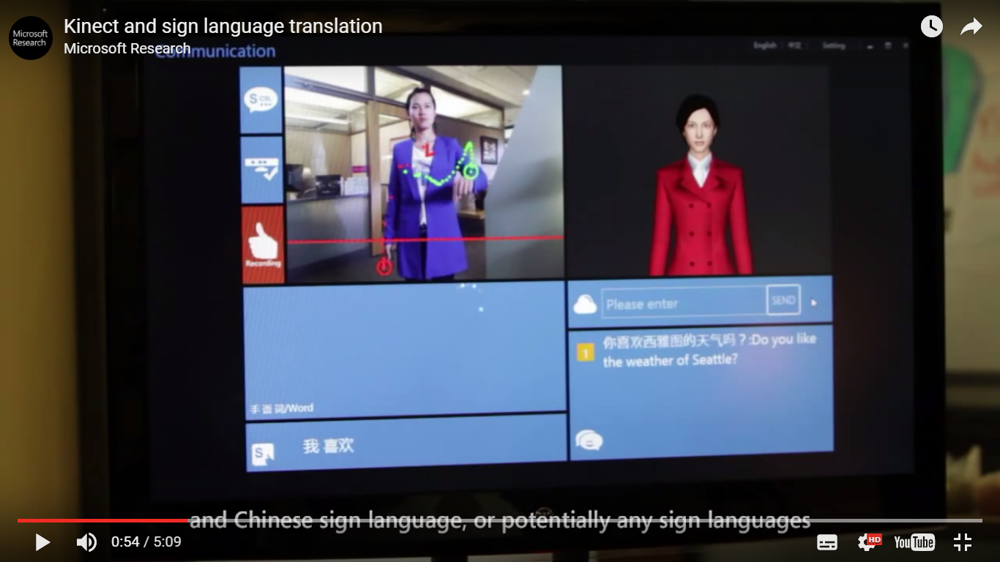 Microsoft
Research
Kinect and sign language translation
Microsoft Research
Communication
English 中文 Setting
S CSL
Recording
Please enter
SEND
1
你喜欢西雅图的天气吗？:Do you like
the weather of Seattle?
手语词/Word
S
我 喜欢
and Chinese sign language, or potentially any sign languages
0:54 / 5:09
HD
YouTube